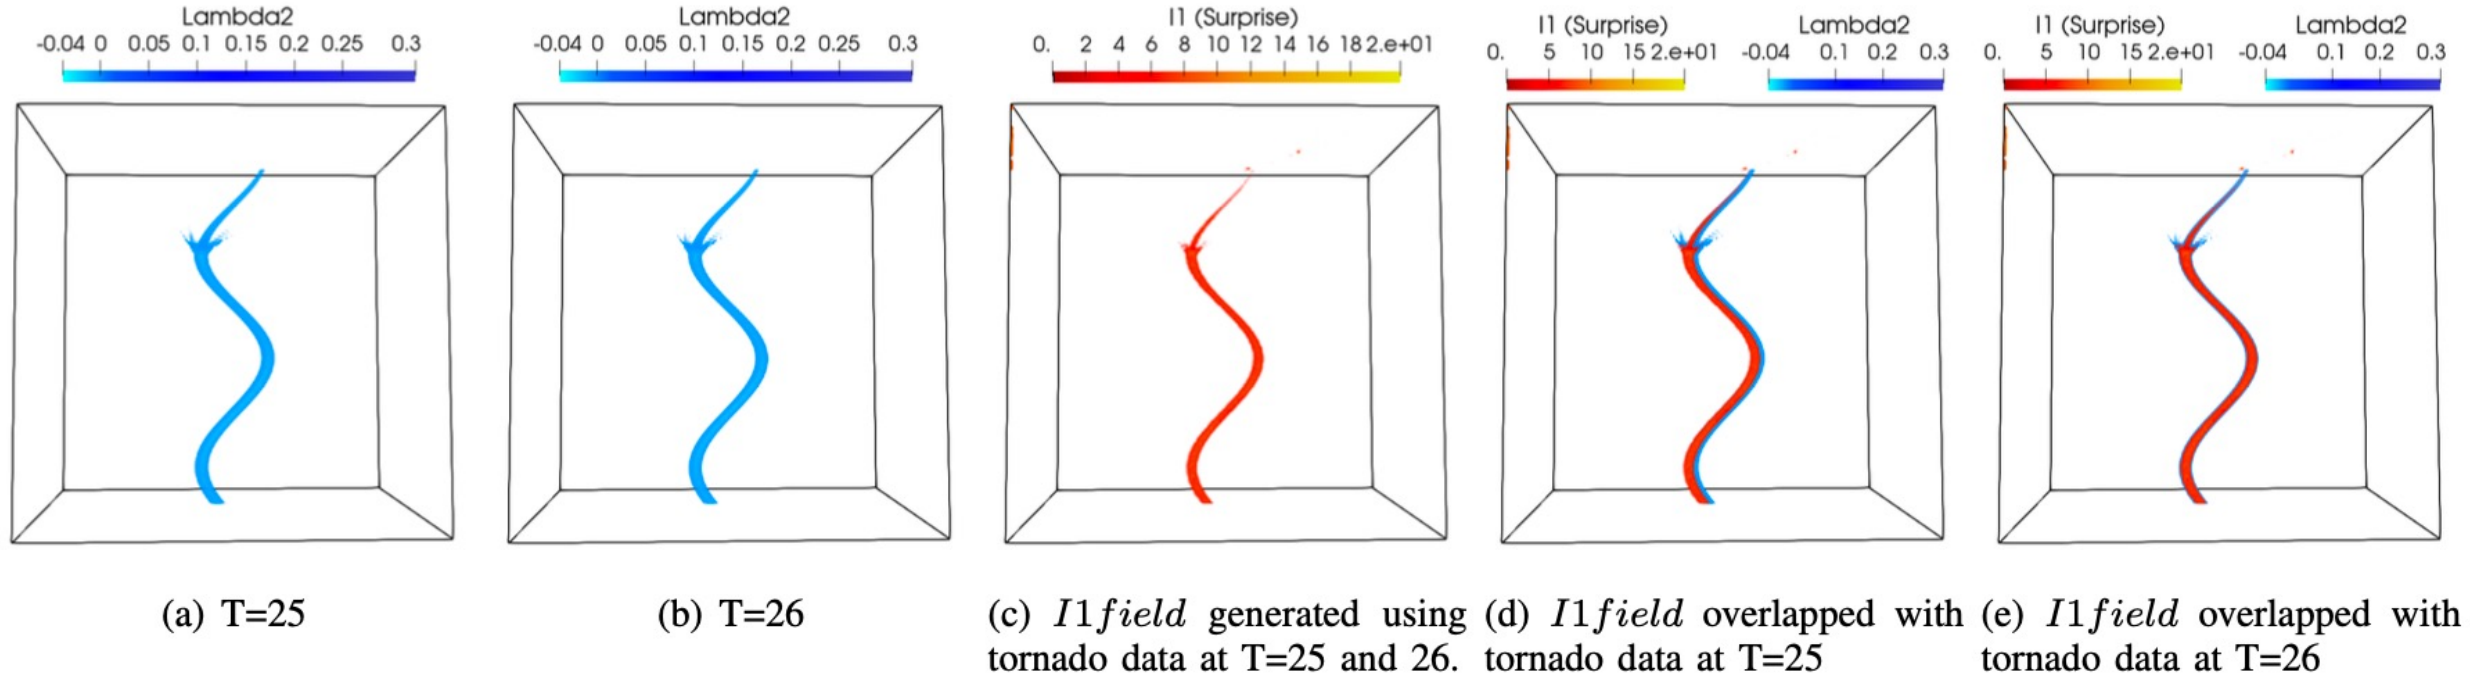 Lambda2
-0.04 0 0.05 0.1 0.15 0.2 0.25 0.3
Lambda2
-0.04 0 0.05 0.1 0.15 0.2 0.25 0.3
I1 (Surprise)
0. 2 4 6 8 10 12 14 16 18 2.e+01
I1 (Surprise)
0. 5 10 15 2.e+01
Lambda2
-0.04 0.1 0.2 0.3
I1 (Surprise)
0. 5 10 15 2.e+01
Lambda2
-0.04 0.1 0.2 0.3
(a) T=25
(b) T=26
(c) I1field generated using
tornado data at T=25 and 26.
(d) I1field overlapped with
tornado data at T=25
(e) I1field overlapped with
tornado data at T=26